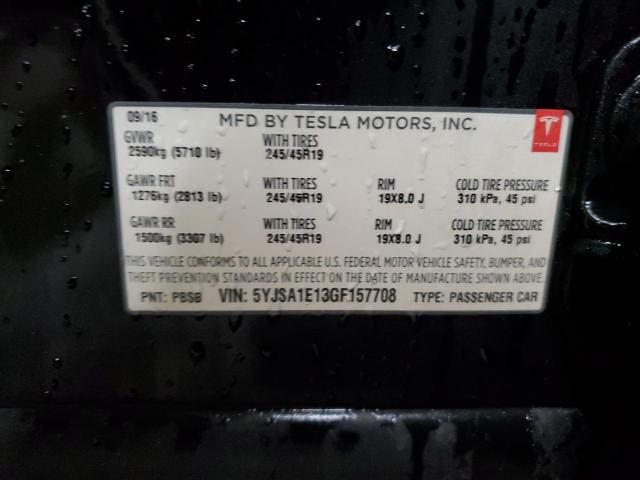 09/16 MFD BY TESLA MOTORS, INC.
TESLA
GVWR WITH TIRES
2590kg (5710 lb) 245/45R19
GAWR FRT WITH TIRES RIM COLD TIRE PRESSURE
1276kg (2813 lb) 245/45R19 19X8.0 J 310 kPa, 45 psi
GAWR RR WITH TIRES RIM COLD TIRE PRESSURE
1500kg (3307 lb) 245/45R19 19X8.0 J 310 kPa, 45 psi
THIS VEHICLE CONFORMS TO ALL APPLICABLE U.S. FEDERAL MOTOR VEHICLE SAFETY, BUMPER, AND
THEFT PREVENTION STANDARDS IN EFFECT ON THE DATE OF MANUFACTURE SHOWN ABOVE.
PNT: PBSB VIN: 5YJSA1E13GF157708 TYPE: PASSENGER CAR